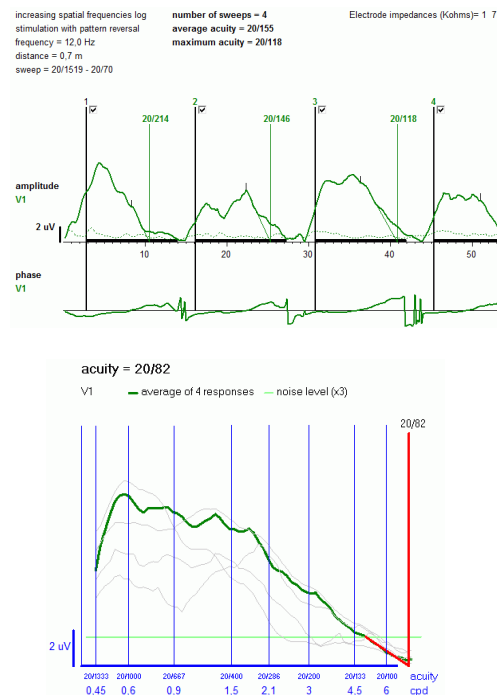 increasing spatial frequencies log
stimulation with pattern reversal
frequency = 12,0 Hz
distance = 0,7 m
sweep = 20/1519 - 20/70
number of sweeps = 4
average acuity = 20/155
maximum acuity = 20/118
Electrode impedances (Kohms)= 1 7
1 2 3 4
20/214 20/146 20/118
amplitude
V1
2 uV
10 20 30 40 50
phase
V1
acuity = 20/82
V1 average of 4 responses noise level (x3)
20/82
2 uV
20/1333 20/1000 20/667 20/400 20/286 20/200 20/133 20/100 acuity
0.45 0.6 0.9 1.5 2.1 3 4.5 6 cpd